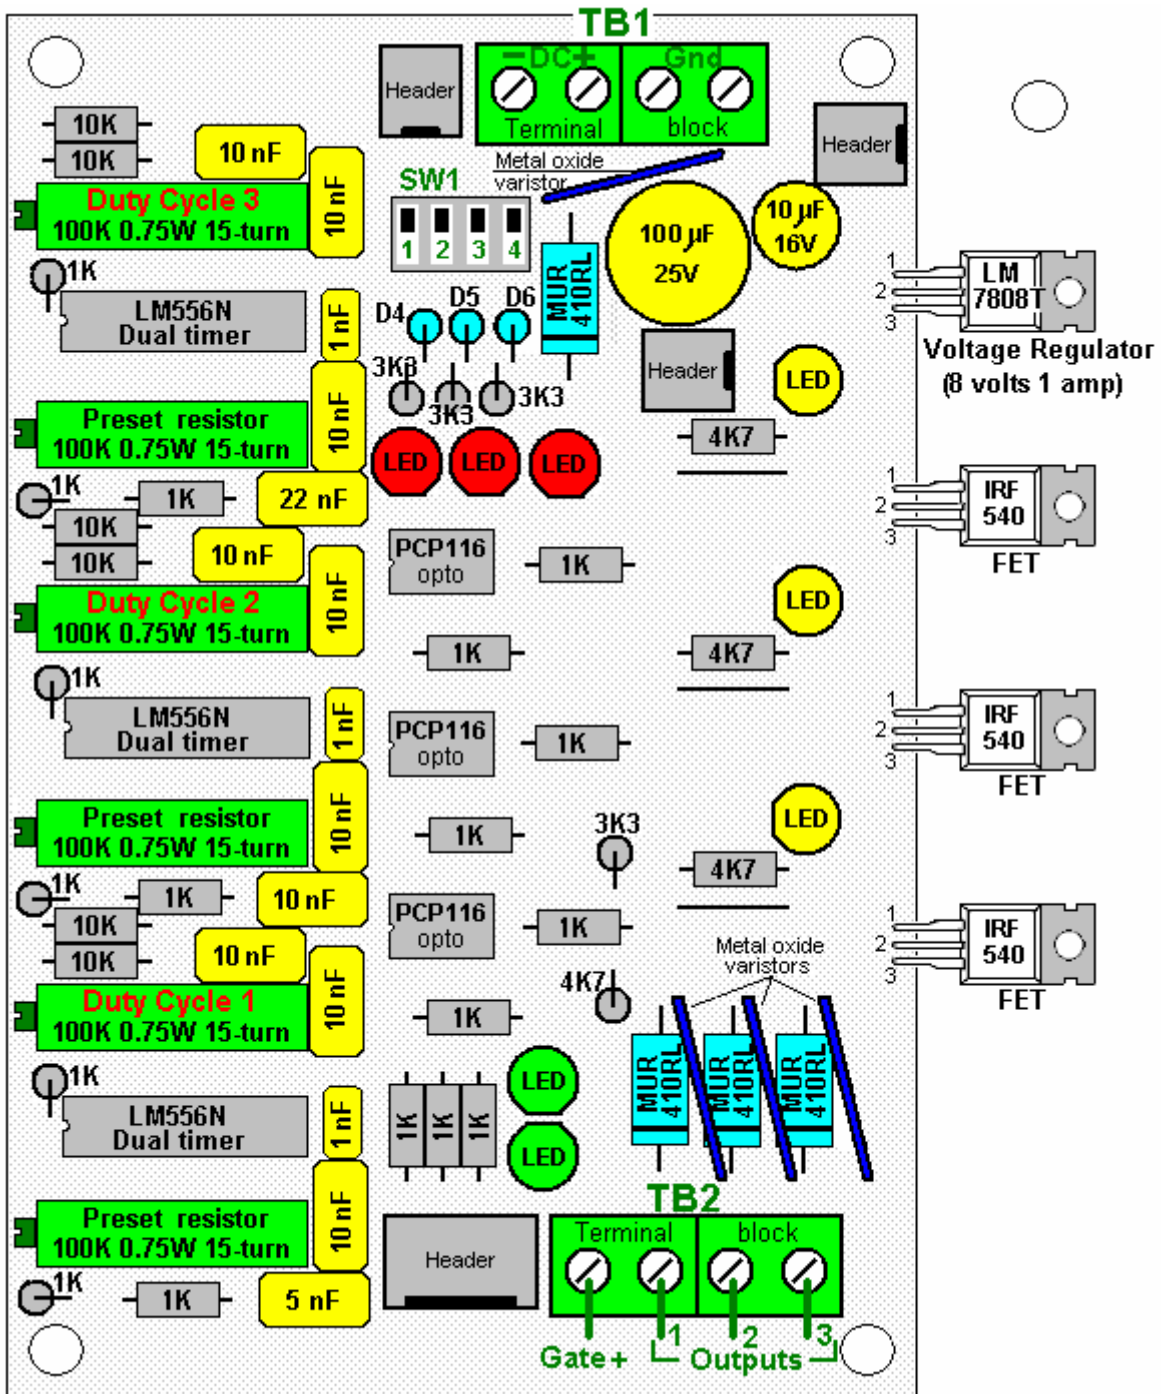 TB1
Header
− DC + Gnd
Terminal block
Header
10K
10K
10 nF
10 nF
Metal oxide
varistor
SW1
1 2 3 4
Duty Cycle 3
100K 0.75W 15-turn
MUR
410RL
100 µF
25V
10 µF
16V
1K
LM556N
Dual timer
1 nF
D4
D5
D6
1
2
3
LM
7808T
Voltage Regulator
(8 volts 1 amp)
Header
LED
3K3
3K3
3K3
Preset resistor
100K 0.75W 15-turn
10 nF
LED
LED
LED
4K7
1K
1K
22 nF
1
2
3
IRF
540
FET
10K
10K
10 nF
10 nF
PCP116
opto
1K
Duty Cycle 2
100K 0.75W 15-turn
LED
1K
4K7
1K
LM556N
Dual timer
1 nF
PCP116
opto
1K
1
2
3
IRF
540
FET
Preset resistor
100K 0.75W 15-turn
10 nF
1K
3K3
LED
4K7
1K
1K
10 nF
10K
10K
10 nF
10 nF
PCP116
opto
1K
Metal oxide
varistors
1
2
3
IRF
540
FET
Duty Cycle 1
100K 0.75W 15-turn
1K
4K7
MUR
410RL
MUR
410RL
MUR
410RL
1K
LM556N
Dual timer
1 nF
1K
1K
1K
LED
LED
Preset resistor
100K 0.75W 15-turn
10 nF
TB2
Header
Terminal block
1K
1K
5 nF
1 2 3
Gate + Outputs